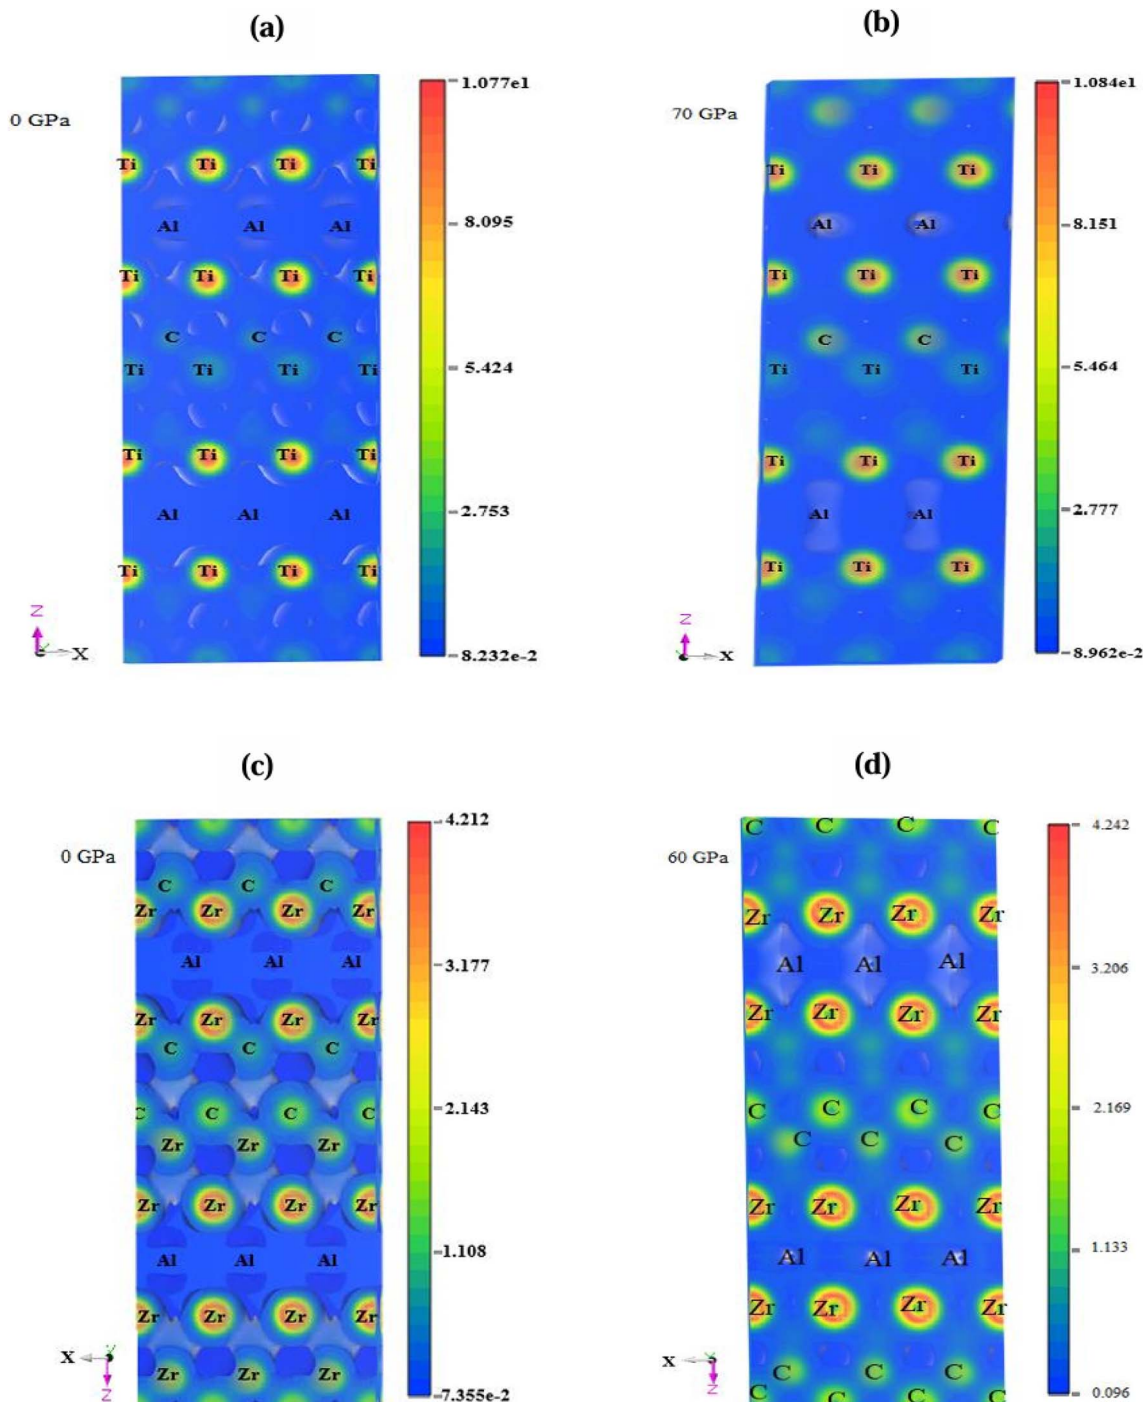 (a)
(b)
0 GPa
1.077e1
70 GPa
1.084e1
Ti Ti Ti Ti
8.095
Ti Ti Ti
8.151
Al Al Al
Al Al
Ti Ti Ti Ti
Ti Ti Ti
C C C
5.424
C C
5.464
Ti Ti Ti Ti
Ti Ti Ti
Ti Ti Ti Ti
2.753
Ti Ti Ti
2.777
Al Al Al
Al Al
Ti Ti Ti Ti
Ti Ti Ti
Z
X
8.232e-2
Z
X
8.962e-2
(c)
(d)
0 GPa
4.212
60 GPa
C C C C
4.242
C C C
Zr Zr Zr Zr
Zr Zr Zr Zr
Al Al Al
3.177
Al Al Al
3.206
Zr Zr Zr Zr
Zr Zr Zr Zr
C C C
C C C C
2.143
C C C C
2.169
Zr Zr Zr
C C C
Zr Zr Zr Zr
Zr Zr Zr Zr
Al Al Al
1.108
Al Al Al
1.133
Zr Zr Zr Zr
Zr Zr Zr Zr
X
Y
Z
Zr Zr Zr
7.355e-2
X
Z
C C C
C C C C
0.096